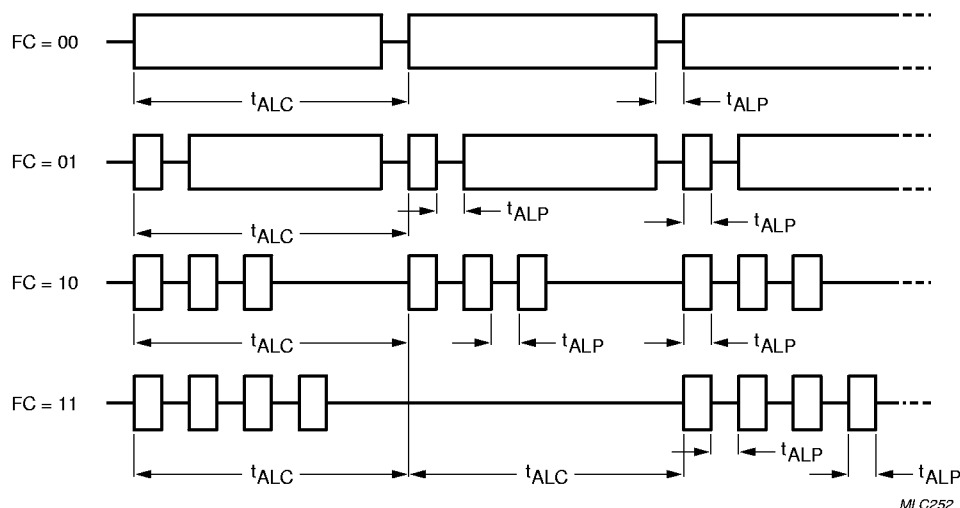 FC = 00
tALC
tALP
FC = 01
tALP
tALP
tALC
FC = 10
tALC
tALP
tALP
FC = 11
tALP
tALC
tALC
tALP
MLC252